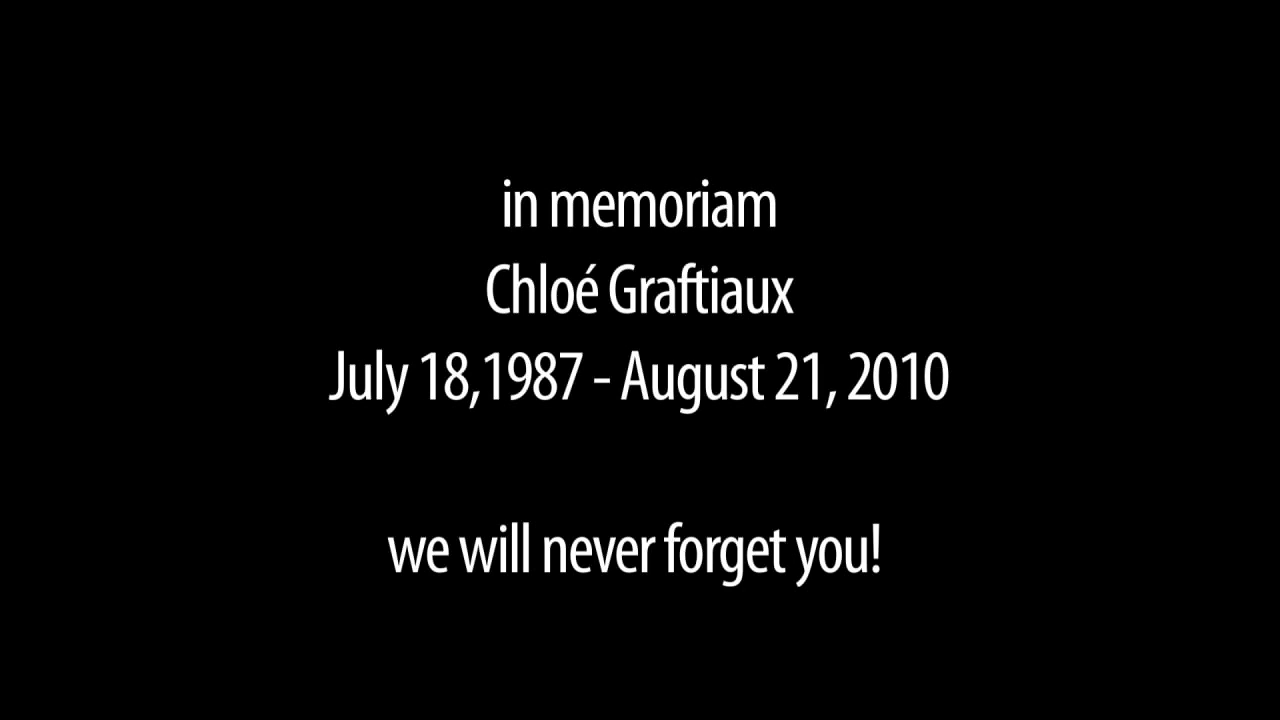 in memoriam
Chloé Graftiaux
July 18,1987 - August 21, 2010
we will never forget you!